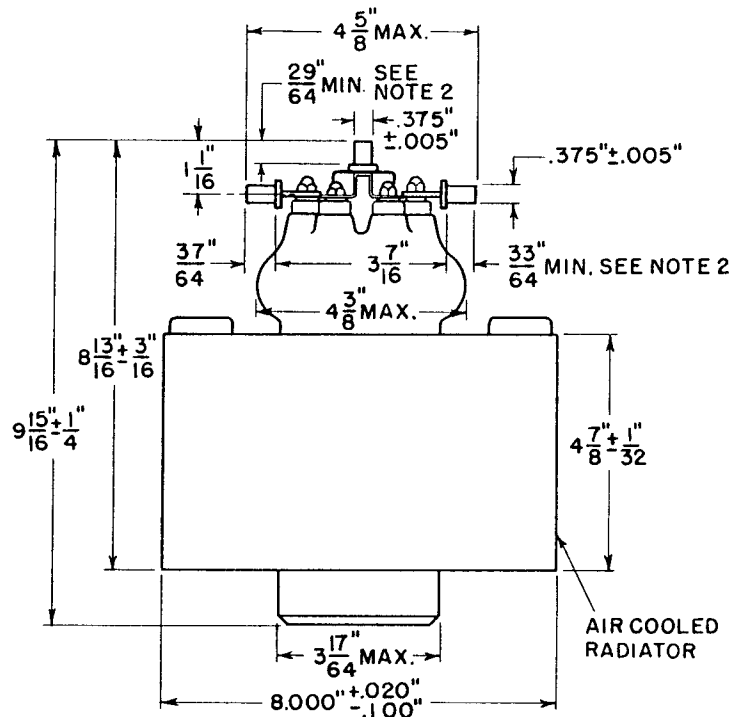 4 5/8" MAX.
29/64" MIN. SEE NOTE 2
.375" ±.005"
1 1/16"
.375"±.005"
37/64"
3 7/16"
33/64" MIN. SEE NOTE 2
4 3/8" MAX.
8 13/16" ± 3/16"
9 15/16" ± 1/4"
4 7/8" ± 1/32"
AIR COOLED
RADIATOR
3 17/64" MAX.
8.000" +.020" -.100"